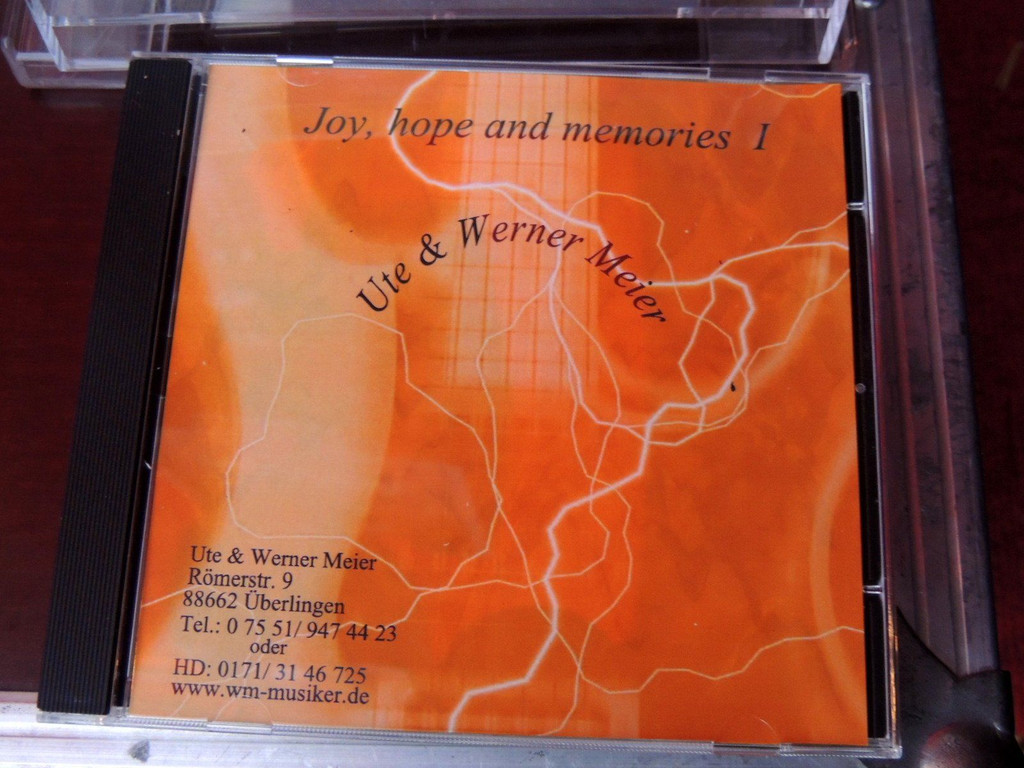 Joy, hope and memories I
Ute & Werner Meier
Ute & Werner Meier
Römerstr. 9
88662 Überlingen
Tel.: 0 75 51/ 947 44 23
oder
HD: 0171/ 31 46 725
www.wm-musiker.de